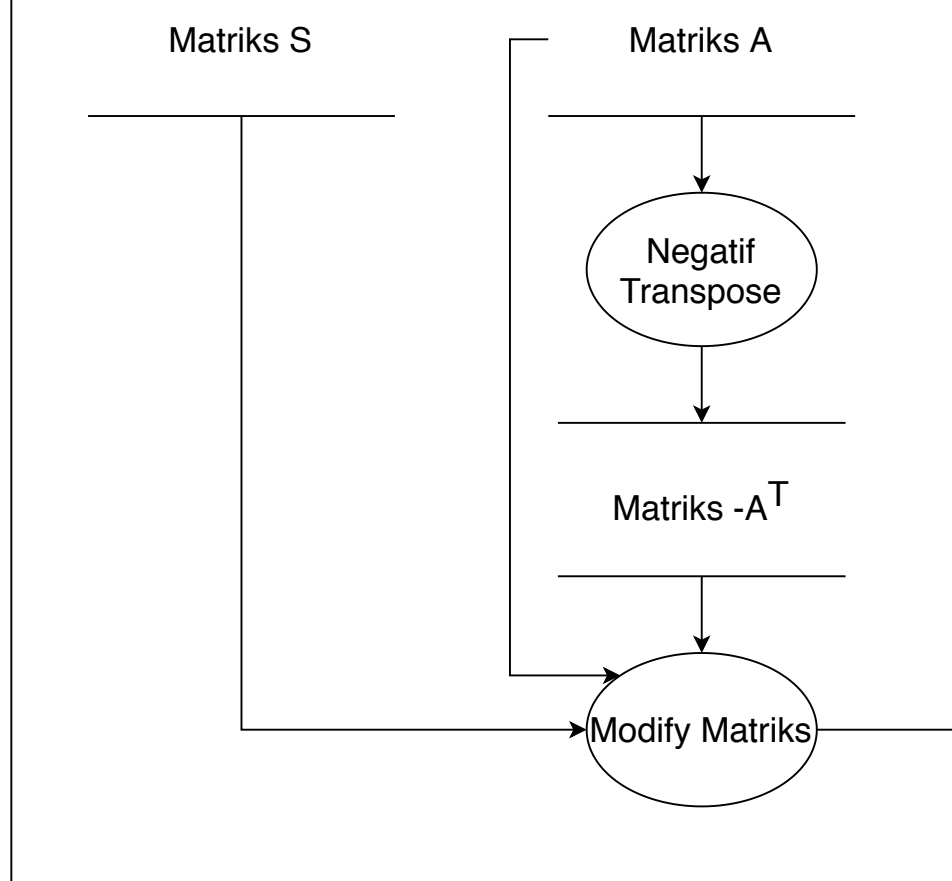 Matriks S
Matriks A
Negatif
Transpose
Matriks -A^T
Modify Matriks